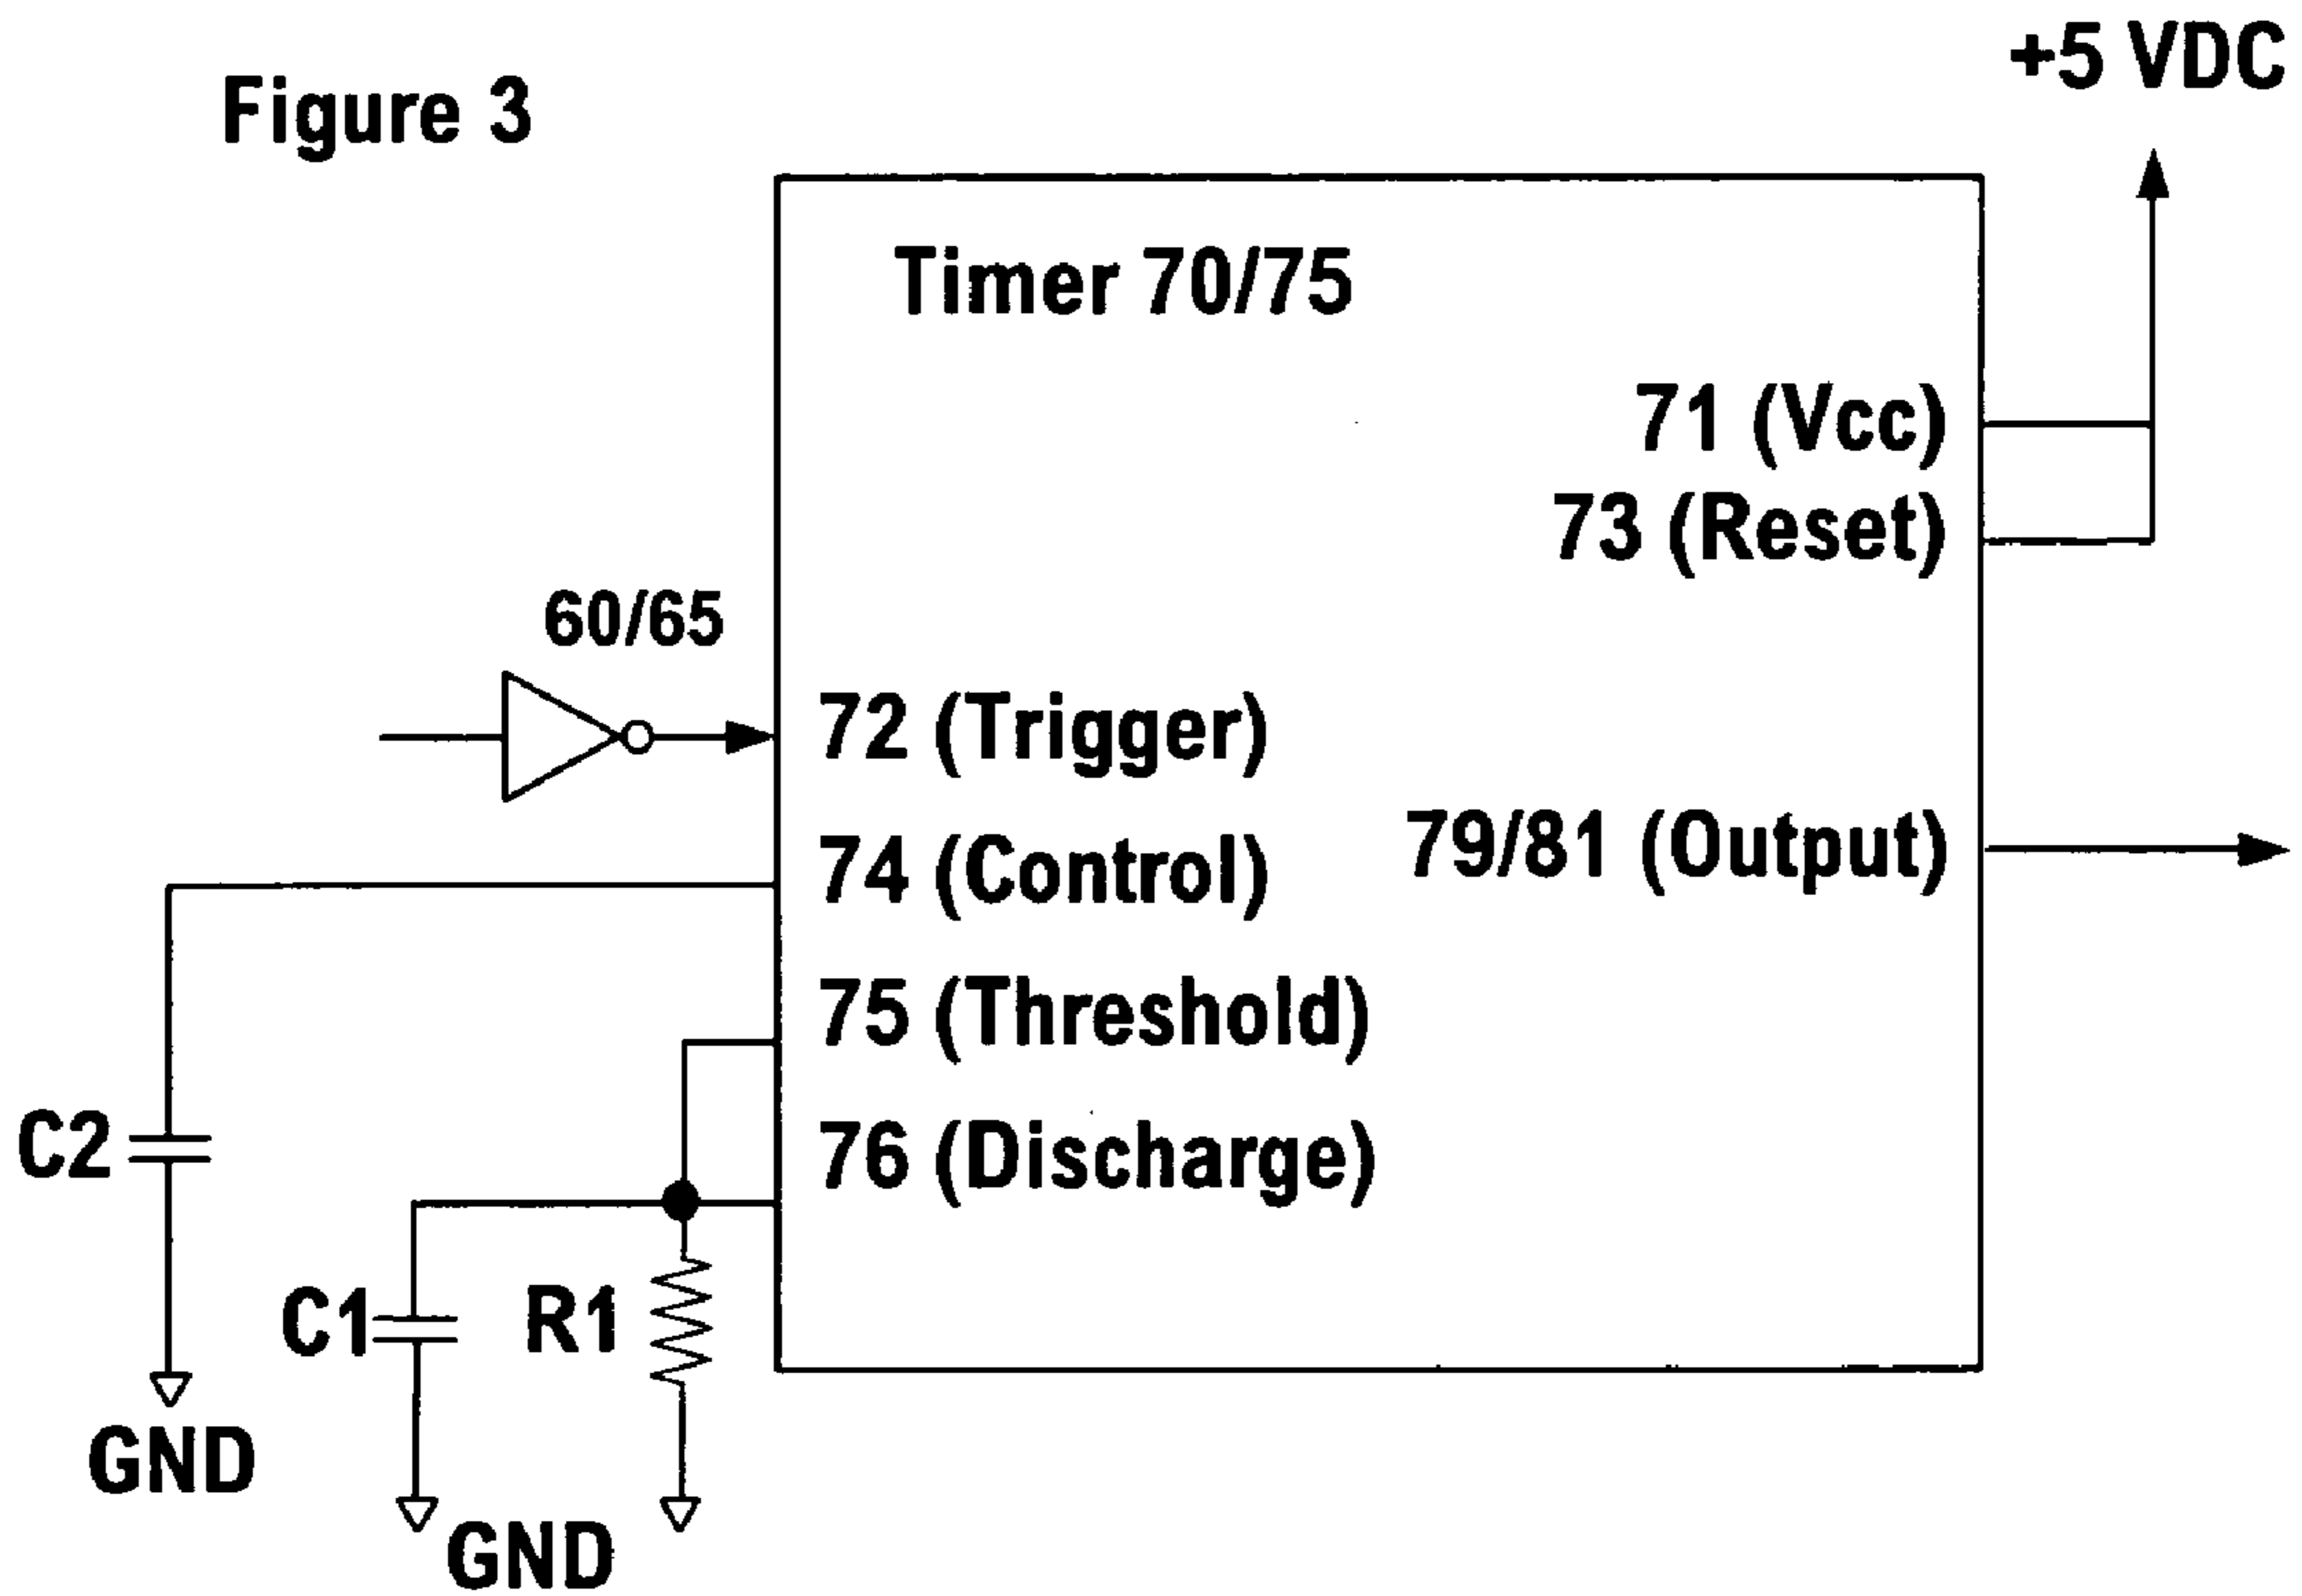 Figure 3
+5 VDC
Timer 70/75
71 (Vcc)
73 (Reset)
60/65
72 (Trigger)
74 (Control)
79/81 (Output)
75 (Threshold)
76 (Discharge)
C2
C1
R1
GND
GND